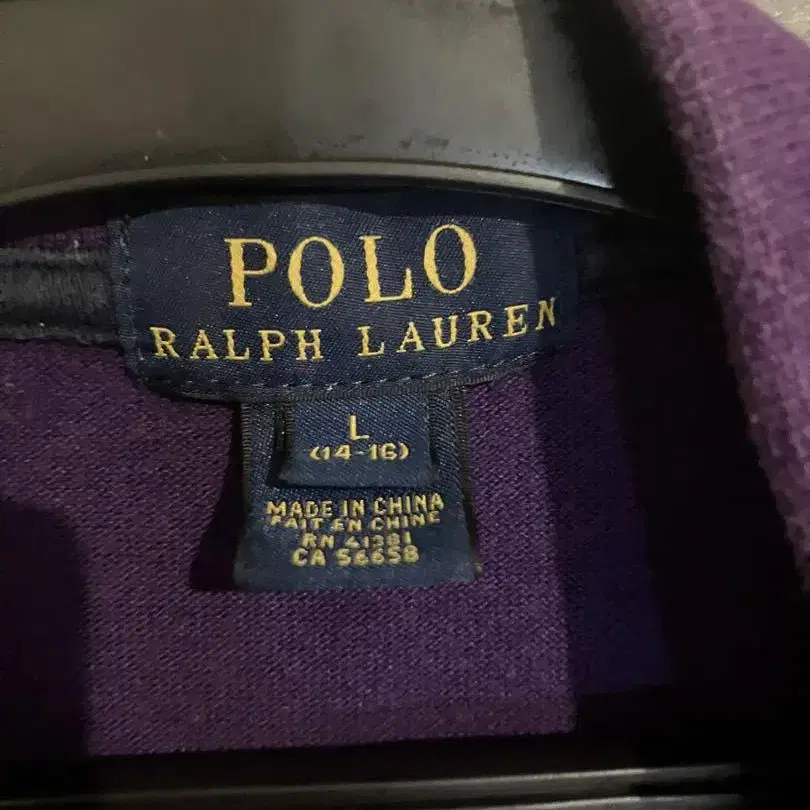 POLO
RALPH LAUREN
L
(14-16)
MADE IN CHINA
FAIT EN CHINE
RN 41381
CA 56658